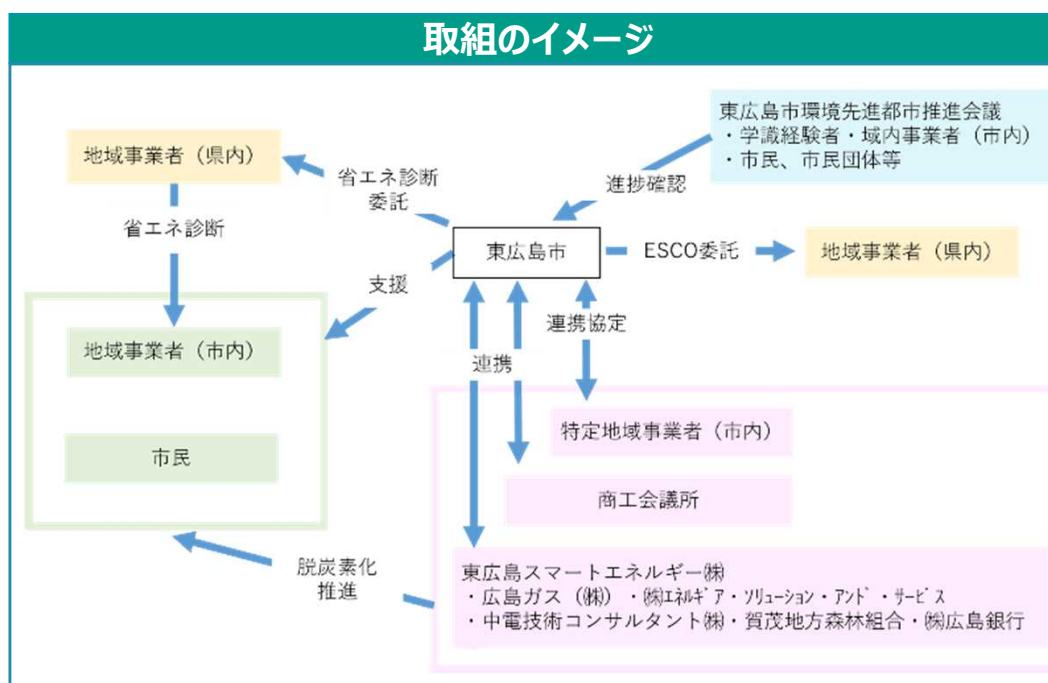 取組のイメージ
東広島市環境先進都市推進会議
・学識経験者・域内事業者（市内）
・市民、市民団体等
地域事業者（県内）
省エネ診断
委託
進捗確認
省エネ診断
東広島市
ESCO委託
地域事業者（県内）
支援
連携協定
地域事業者（市内）
連携
特定地域事業者（市内）
市民
商工会議所
脱炭素化
推進
東広島スマートエネルギー㈱
・広島ガス（㈱）・㈱ｴﾈﾙｷﾞｱ・ｿﾘｭｰｼｮﾝ・ｱﾝﾄﾞ・ｻｰﾋﾞｽ
・中電技術コンサルタント㈱・賀茂地方森林組合・㈱広島銀行